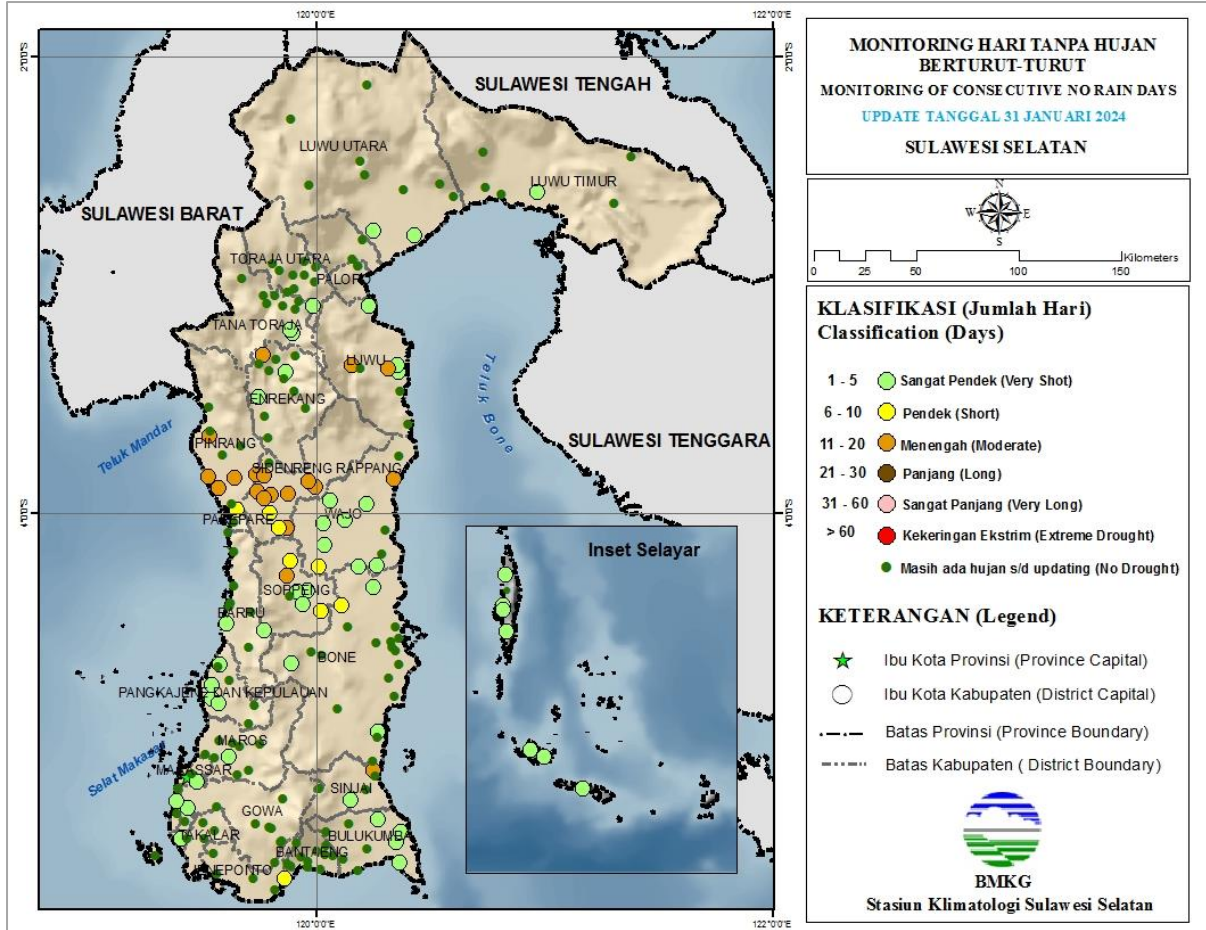 120°0'0"E
122°0'0"E
2°0'0"S
2°0'0"S
SULAWESI TENGAH
LUWU UTARA
LUWU TIMUR
SULAWESI BARAT
TORAJA UTARA
PALOPO
TANA TORAJA
LUWU
ENREKANG
Teluk Bone
SULAWESI TENGGARA
Teluk Mandar
PINRANG
SIDENRENG RAPPANG
4°0'0"S
4°0'0"S
WAJO
PAREPARE
SOPPENG
BARRU
BONE
PANGKAJENE DAN KEPULAUAN
MAROS
Selat Makasar
MAKASSAR
SINJAI
GOWA
TAKALAR
BULUKUMBA
BANTAENG
JENEPONTO
Inset Selayar
120°0'0"E
122°0'0"E
MONITORING HARI TANPA HUJAN
BERTURUT-TURUT
MONITORING OF CONSECUTIVE NO RAIN DAYS
UPDATE TANGGAL 31 JANUARI 2024
SULAWESI SELATAN
N
W E
S
Kilometers
0 25 50 100 150
KLASIFIKASI (Jumlah Hari)
Classification (Days)
1 - 5 Sangat Pendek (Very Shot)
6 - 10 Pendek (Short)
11 - 20 Menengah (Moderate)
21 - 30 Panjang (Long)
31 - 60 Sangat Panjang (Very Long)
> 60 Kekeringan Ekstrim (Extreme Drought)
Masih ada hujan s/d updating (No Drought)
KETERANGAN (Legend)
Ibu Kota Provinsi (Province Capital)
Ibu Kota Kabupaten (District Capital)
Batas Provinsi (Province Boundary)
Batas Kabupaten ( District Boundary)
BMKG
Stasiun Klimatologi Sulawesi Selatan